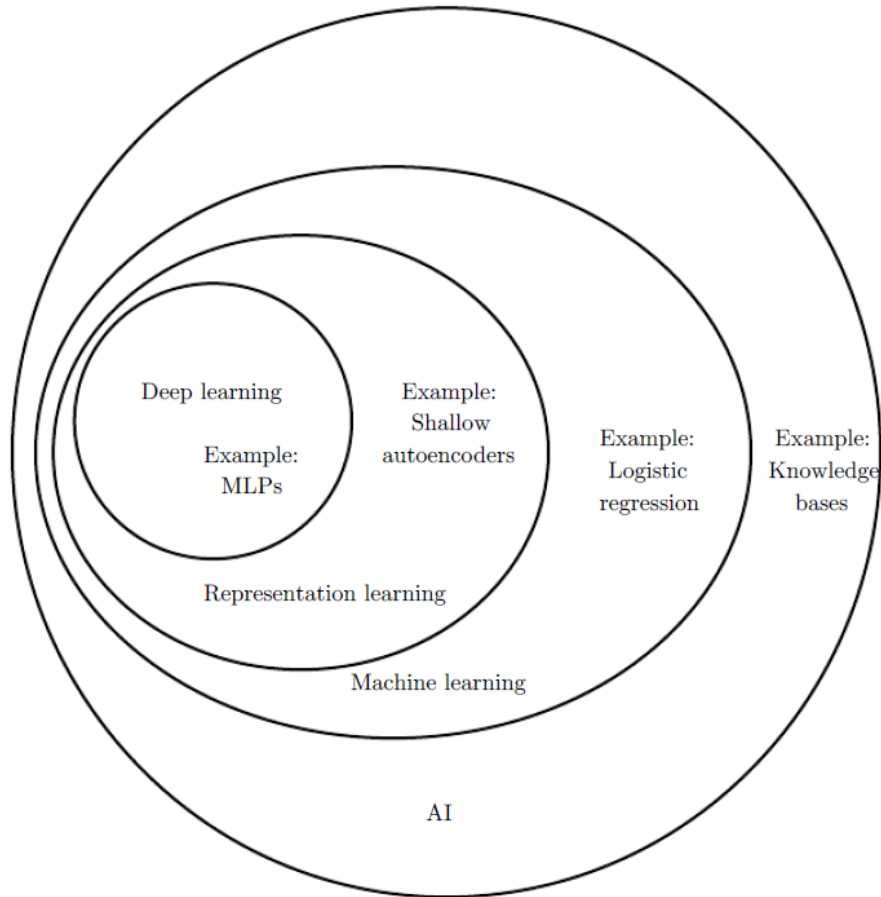 Deep learning
Example:
MLPs
Example:
Shallow
autoencoders
Example:
Logistic
regression
Example:
Knowledge
bases
Representation learning
Machine learning
AI